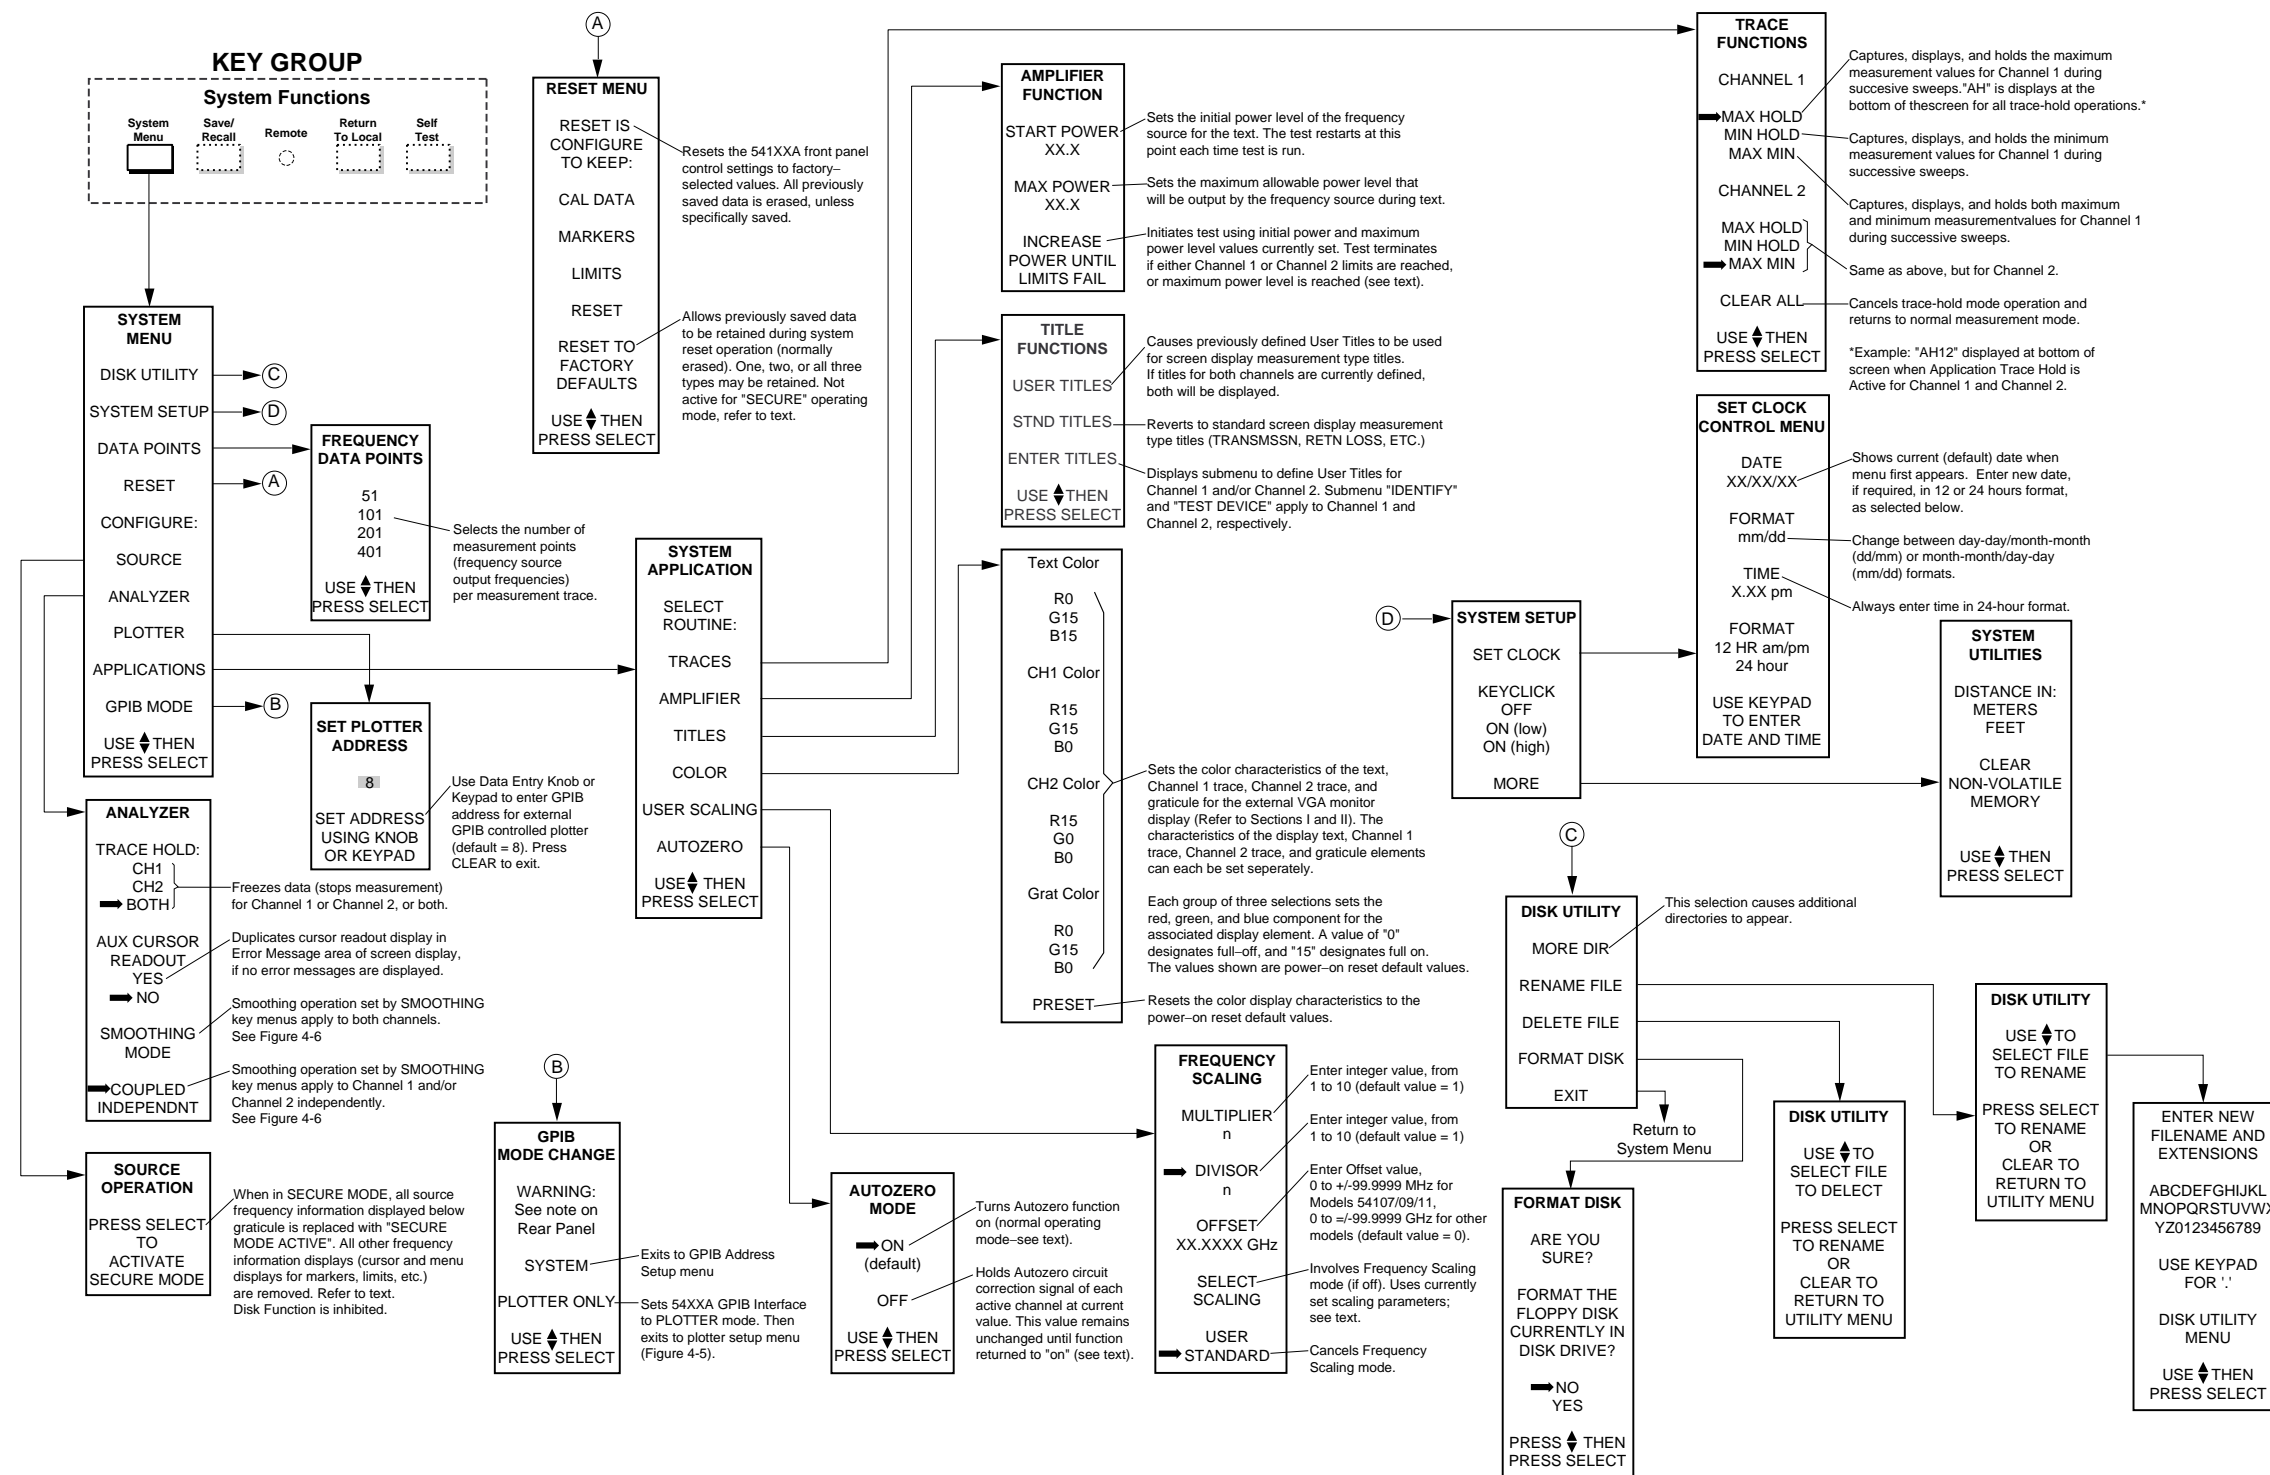 KEY GROUP
System Functions
System
Menu
Save/
Recall
Remote
Return
To Local
Self
Test
SYSTEM
MENU
DISK UTILITY
C
SYSTEM SETUP
D
DATA POINTS
RESET
A
CONFIGURE:
SOURCE
ANALYZER
PLOTTER
APPLICATIONS
GPIB MODE
B
USE THEN
PRESS SELECT
ANALYZER
TRACE HOLD:
CH1
CH2
BOTH
Freezes data (stops measurement)
for Channel 1 or Channel 2, or both.
AUX CURSOR
READOUT
YES
NO
Duplicates cursor readout display in
Error Message area of screen display,
if no error messages are displayed.
SMOOTHING
MODE
Smoothing operation set by SMOOTHING
key menus apply to both channels.
See Figure 4-6
COUPLED
INDEPENDNT
Smoothing operation set by SMOOTHING
key menus apply to Channel 1 and/or
Channel 2 independently.
See Figure 4-6
SOURCE
OPERATION
PRESS SELECT
TO
ACTIVATE
SECURE MODE
When in SECURE MODE, all source
frequency information displayed below
graticule is replaced with "SECURE
MODE ACTIVE". All other frequency
information displays (cursor and menu
displays for markers, limits, etc.)
are removed. Refer to text.
Disk Function is inhibited.
FREQUENCY
DATA POINTS
51
101
201
401
USE THEN
PRESS SELECT
Selects the number of
measurement points
(frequency source
output frequencies)
per measurement trace.
SET PLOTTER
ADDRESS
8
SET ADDRESS
USING KNOB
OR KEYPAD
Use Data Entry Knob or
Keypad to enter GPIB
address for external
GPIB controlled plotter
(default = 8). Press
CLEAR to exit.
A
RESET MENU
RESET IS
CONFIGURE
TO KEEP:
CAL DATA
MARKERS
LIMITS
RESET
RESET TO
FACTORY
DEFAULTS
USE THEN
PRESS SELECT
Resets the 541XXA front panel
control settings to factory–
selected values. All previously
saved data is erased, unless
specifically saved.
Allows previously saved data
to be retained during system
reset operation (normally
erased). One, two, or all three
types may be retained. Not
active for "SECURE" operating
mode, refer to text.
B
GPIB
MODE CHANGE
WARNING:
See note on
Rear Panel
SYSTEM
PLOTTER ONLY
USE THEN
PRESS SELECT
Exits to GPIB Address
Setup menu
Sets 54XXA GPIB Interface
to PLOTTER mode. Then
exits to plotter setup menu
(Figure 4-5).
SYSTEM
APPLICATION
SELECT
ROUTINE:
TRACES
AMPLIFIER
TITLES
COLOR
USER SCALING
AUTOZERO
USE THEN
PRESS SELECT
AUTOZERO
MODE
ON
(default)
OFF
USE THEN
PRESS SELECT
Turns Autozero function
on (normal operating
mode–see text).
Holds Autozero circuit
correction signal of each
active channel at current
value. This value remains
unchanged until function
returned to "on" (see text).
AMPLIFIER
FUNCTION
START POWER
XX.X
MAX POWER
XX.X
INCREASE
POWER UNTIL
LIMITS FAIL
Sets the initial power level of the frequency
source for the text. The test restarts at this
point each time test is run.
Sets the maximum allowable power level that
will be output by the frequency source during text.
Initiates test using initial power and maximum
power level values currently set. Test terminates
if either Channel 1 or Channel 2 limits are reached,
or maximum power level is reached (see text).
TITLE
FUNCTIONS
USER TITLES
STND TITLES
ENTER TITLES
USE THEN
PRESS SELECT
Causes previously defined User Titles to be used
for screen display measurement type titles.
If titles for both channels are currently defined,
both will be displayed.
Reverts to standard screen display measurement
type titles (TRANSMSSN, RETN LOSS, ETC.)
Displays submenu to define User Titles for
Channel 1 and/or Channel 2. Submenu "IDENTIFY"
and "TEST DEVICE" apply to Channel 1 and
Channel 2, respectively.
Text Color
R0
G15
B15
CH1 Color
R15
G15
B0
CH2 Color
R15
G0
B0
Grat Color
R0
G15
B0
PRESET
Sets the color characteristics of the text,
Channel 1 trace, Channel 2 trace, and
graticule for the external VGA monitor
display (Refer to Sections I and II). The
characteristics of the display text, Channel 1
trace, Channel 2 trace, and graticule elements
can each be set seperately.
Each group of three selections sets the
red, green, and blue component for the
associated display element. A value of "0"
designates full–off, and "15" designates full on.
The values shown are power–on reset default values.
Resets the color display characteristics to the
power–on reset default values.
FREQUENCY
SCALING
MULTIPLIER
n
DIVISOR
n
OFFSET
XX.XXXX GHz
SELECT
SCALING
USER
STANDARD
Enter integer value, from
1 to 10 (default value = 1)
Enter integer value, from
1 to 10 (default value = 1)
Enter Offset value,
0 to +/-99.9999 MHz for
Models 54107/09/11,
0 to =/-99.9999 GHz for other
models (default value = 0).
Involves Frequency Scaling
mode (if off). Uses currently
set scaling parameters;
see text.
Cancels Frequency
Scaling mode.
TRACE
FUNCTIONS
CHANNEL 1
MAX HOLD
MIN HOLD
MAX MIN
CHANNEL 2
MAX HOLD
MIN HOLD
MAX MIN
CLEAR ALL
USE THEN
PRESS SELECT
Captures, displays, and holds the maximum
measurement values for Channel 1 during
succesive sweeps."AH" is displays at the
bottom of thescreen for all trace-hold operations.*
Captures, displays, and holds the minimum
measurement values for Channel 1 during
successive sweeps.
Captures, displays, and holds both maximum
and minimum measurementvalues for Channel 1
during successive sweeps.
Same as above, but for Channel 2.
Cancels trace-hold mode operation and
returns to normal measurement mode.
*Example: "AH12" displayed at bottom of
screen when Application Trace Hold is
Active for Channel 1 and Channel 2.
D
SYSTEM SETUP
SET CLOCK
KEYCLICK
OFF
ON (low)
ON (high)
MORE
SET CLOCK
CONTROL MENU
DATE
XX/XX/XX
FORMAT
mm/dd
TIME
X.XX pm
FORMAT
12 HR am/pm
24 hour
USE KEYPAD
TO ENTER
DATE AND TIME
Shows current (default) date when
menu first appears. Enter new date,
if required, in 12 or 24 hours format,
as selected below.
Change between day-day/month-month
(dd/mm) or month-month/day-day
(mm/dd) formats.
Always enter time in 24-hour format.
SYSTEM
UTILITIES
DISTANCE IN:
METERS
FEET
CLEAR
NON-VOLATILE
MEMORY
USE THEN
PRESS SELECT
C
DISK UTILITY
MORE DIR
RENAME FILE
DELETE FILE
FORMAT DISK
EXIT
This selection causes additional
directories to appear.
Return to
System Menu
FORMAT DISK
ARE YOU
SURE?
FORMAT THE
FLOPPY DISK
CURRENTLY IN
DISK DRIVE?
NO
YES
PRESS THEN
PRESS SELECT
DISK UTILITY
USE TO
SELECT FILE
TO DELECT
PRESS SELECT
TO RENAME
OR
CLEAR TO
RETURN TO
UTILITY MENU
DISK UTILITY
USE TO
SELECT FILE
TO RENAME
PRESS SELECT
TO RENAME
OR
CLEAR TO
RETURN TO
UTILITY MENU
ENTER NEW
FILENAME AND
EXTENSIONS
ABCDEFGHIJKL
MNOPQRSTUVWX
YZ0123456789
USE KEYPAD
FOR '.'
DISK UTILITY
MENU
USE THEN
PRESS SELECT